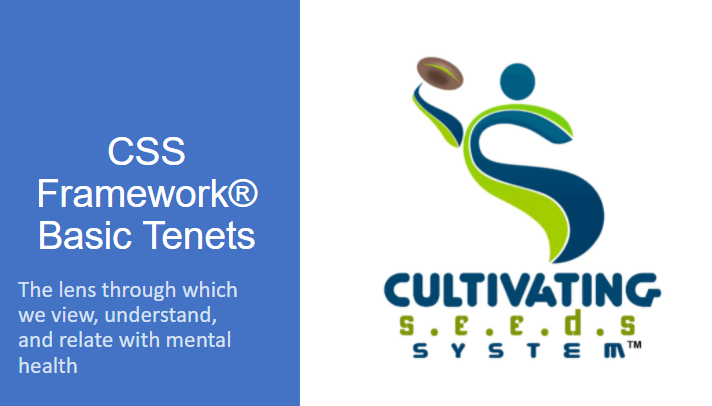 CSS
Framework®
Basic Tenets
The lens through which
we view, understand,
and relate with mental
health
CULTIVATING
s.E.E.d.s
SYSTEM™